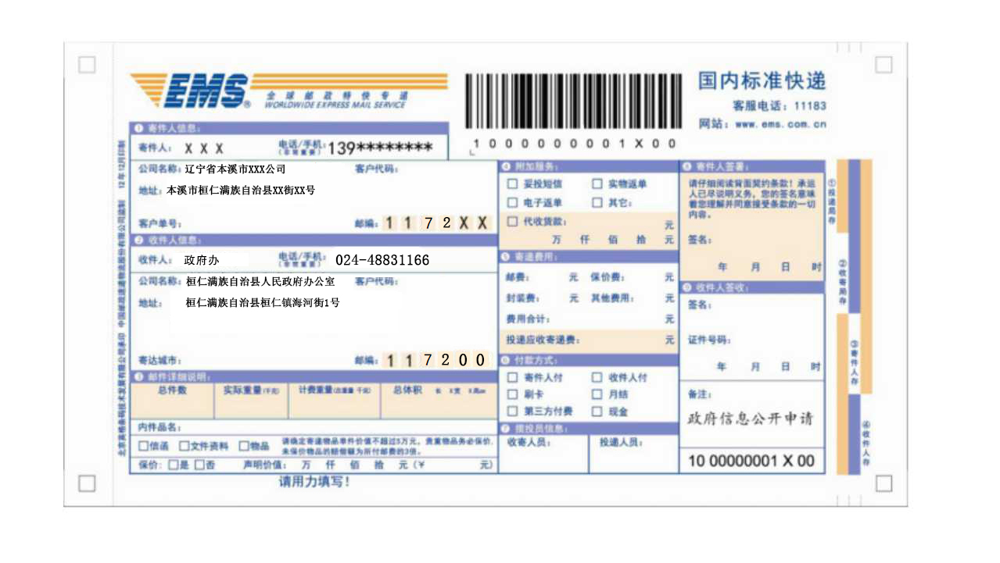 EMS®
全球邮政特快专递
WORLDWIDE EXPRESS MAIL SERVICE
1 0 0 0 0 0 0 0 0 1 X 0 0
国内标准快递
客服电话：11183
网站：www.ems.com.cn
❶ 寄件人信息：
寄件人： X X X 电话/手机：139********
（非常重要）
公司名称：辽宁省本溪市XXX公司 客户代码：
地址：本溪市桓仁满族自治县XX街XX号
客户单号： 邮编：1 1 7 2 X X
❷ 收件人信息：
收件人： 政府办 电话/手机： 024-48831166
（非常重要）
公司名称：桓仁满族自治县人民政府办公室 客户代码：
地址： 桓仁满族自治县桓仁镇海河街1号
寄达城市： 邮编：1 1 7 2 0 0
❸ 邮件详细说明：
总件数 实际重量(千克) 计费重量(总重量 千克) 总体积 长 X宽 X高cm
内件品名：
□信函 □文件资料 □物品 请确定寄递物品单件价值不超过5万元，贵重物品务必保价，
未保价物品的赔偿额为所付邮费的3倍。
保价：□是 □否 声明价值： 万 仟 佰 拾 元（¥ 元）
请用力填写！
❹ 附加服务：
□ 妥投短信 □ 实物返单
□ 电子返单 □ 其它：
□ 代收货款： 元
万 仟 佰 拾 元
❺ 寄递费用：
邮费： 元 保价费： 元
封装费： 元 其他费用： 元
费用合计： 元
投递应收寄递费： 元
❻ 付款方式：
□ 寄件人付 □ 收件人付
□ 刷卡 □ 月结
□ 第三方付费 □ 现金
❼ 揽投员信息：
收寄人员： 投递人员：
❽ 寄件人签署：
请仔细阅读背面契约条款！承运
人已尽说明义务，您的签名意味
着您理解并同意接受条款的一切
内容。
签名：
年 月 日 时
❾ 收件人签收：
签名：
证件号码：
年 月 日 时
备注：
政府信息公开申请
10 00000001 X 00
①投递局存
②收寄局存
③寄件人存
④收件人存
北京英格条码技术发展有限公司承印 中国邮政速递物流股份有限公司监制 12年12月印制